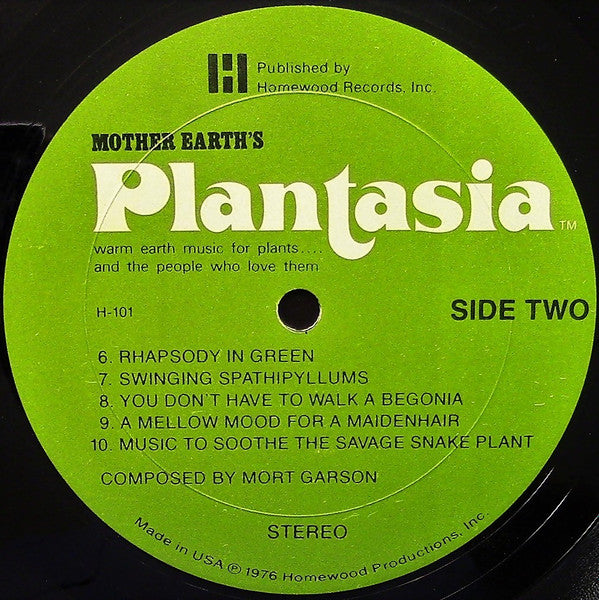 Published by
Homewood Records, Inc.
MOTHER EARTH'S
Plantasia™
warm earth music for plants....
and the people who love them
H-101
SIDE TWO
6. RHAPSODY IN GREEN
7. SWINGING SPATHIPYLLUMS
8. YOU DON'T HAVE TO WALK A BEGONIA
9. A MELLOW MOOD FOR A MAIDENHAIR
10. MUSIC TO SOOTHE THE SAVAGE SNAKE PLANT
COMPOSED BY MORT GARSON
STEREO
Made in USA ℗ 1976 Homewood Productions, Inc.